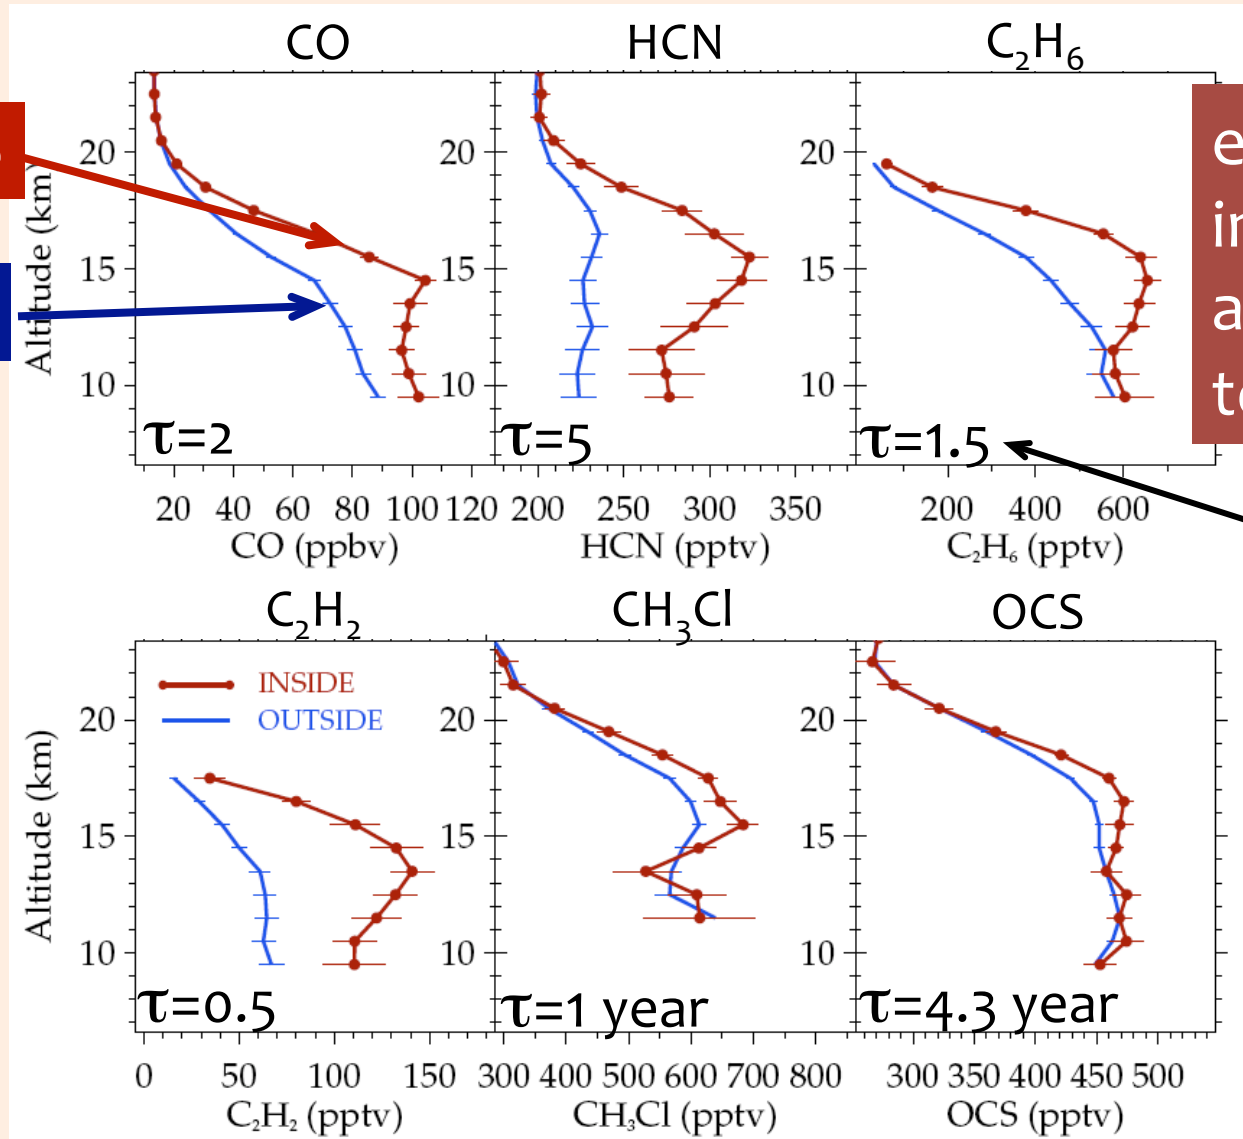 CO HCN C₂H₆
20 20 20
15 15 15
10 10 10
Altitude (km)
τ=2 τ=5 τ=1.5
20 40 60 80 100 120 200 250 300 350 200 400 600
CO (ppbv) HCN (pptv) C₂H₆ (pptv)
C₂H₂ CH₃Cl OCS
INSIDE
OUTSIDE
20 20 20
15 15 15
10 10 10
Altitude (km)
τ=0.5 τ=1 year τ=4.3 year
0 50 100 150 300 400 500 600 700 800 300 350 400 450 500
C₂H₂ (pptv) CH₃Cl (pptv) OCS (pptv)